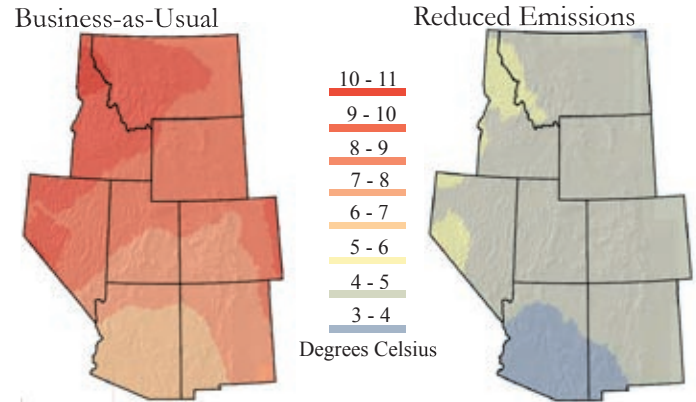 Business-as-Usual
Reduced Emissions
10 - 11
9 - 10
8 - 9
7 - 8
6 - 7
5 - 6
4 - 5
3 - 4
Degrees Celsius